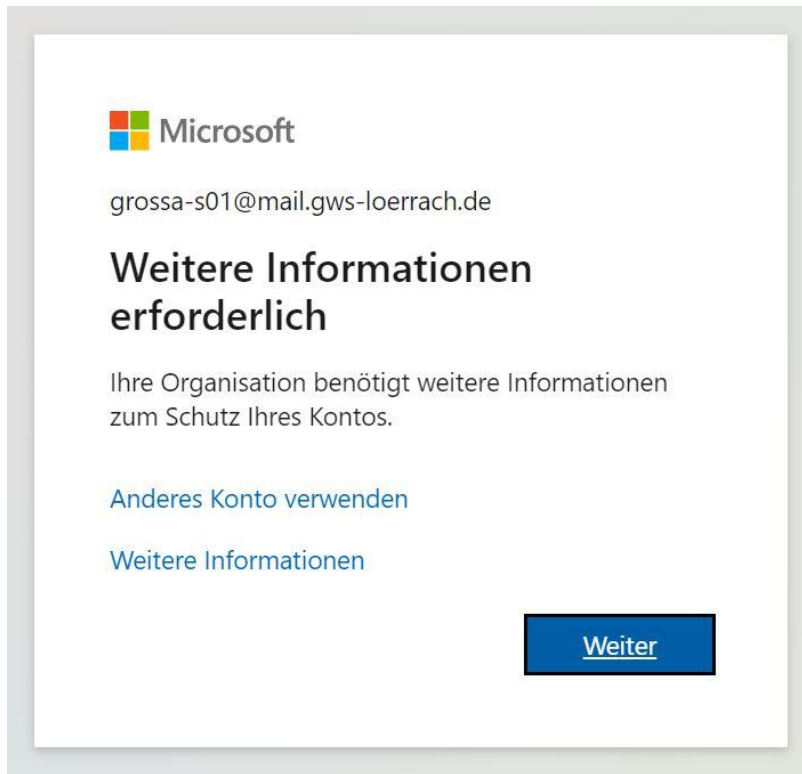 Microsoft
grossa-s01@mail.gws-loerrach.de
Weitere Informationen
erforderlich
Ihre Organisation benötigt weitere Informationen
zum Schutz Ihres Kontos.
Anderes Konto verwenden
Weitere Informationen
Weiter